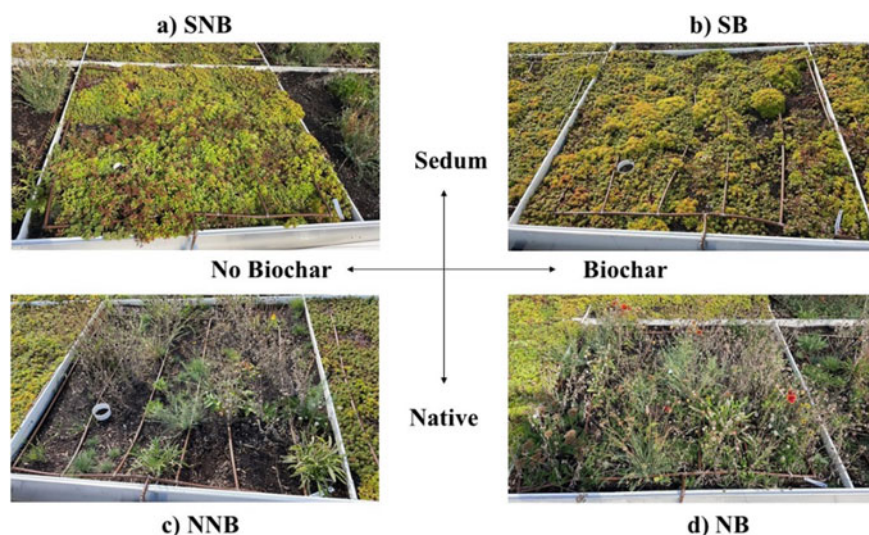 a) SNB
b) SB
Sedum
No Biochar
Biochar
Native
c) NNB
d) NB